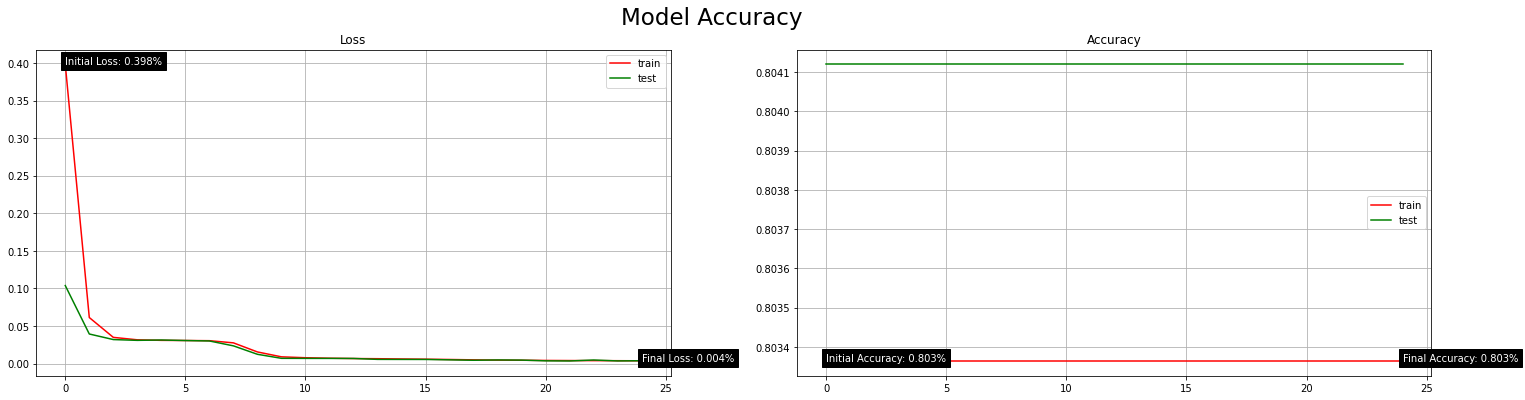 Model Accuracy
Loss
0.40
0.35
0.30
0.25
0.20
0.15
0.10
0.05
0.00
Initial Loss: 0.398%
train
test
Final Loss: 0.004%
0 5 10 15 20 25
Accuracy
0.8041
0.8040
0.8039
0.8038
0.8037
0.8036
0.8035
0.8034
train
test
Initial Accuracy: 0.803%
Final Accuracy: 0.803%
0 5 10 15 20 25